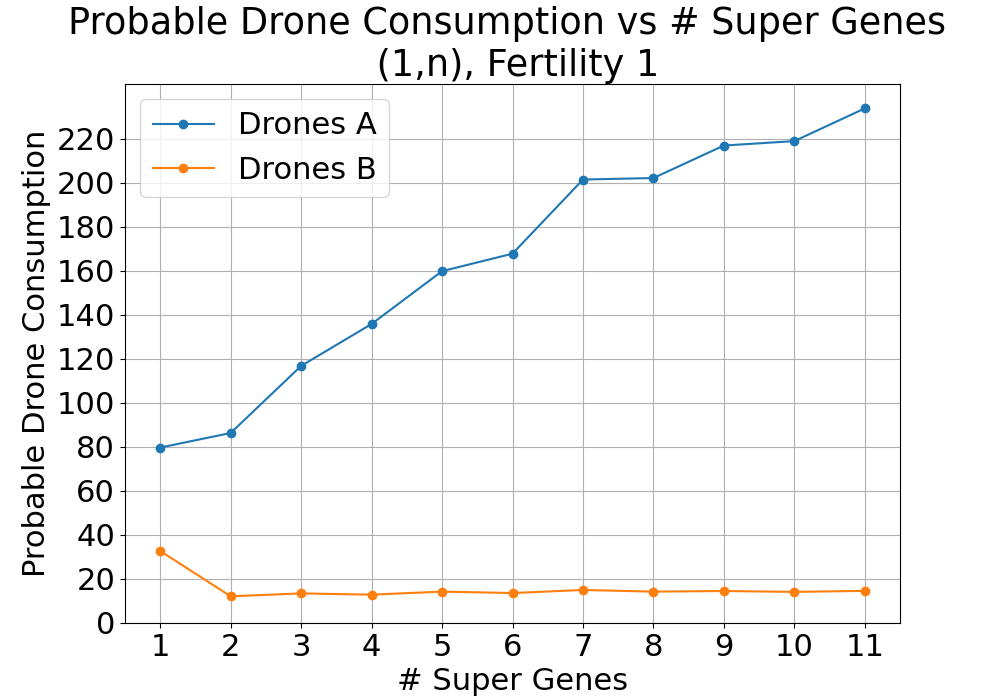 Probable Drone Consumption vs # Super Genes
(1,n), Fertility 1
Drones A
Drones B
Probable Drone Consumption
220
200
180
160
140
120
100
80
60
40
20
0
1 2 3 4 5 6 7 8 9 10 11
# Super Genes